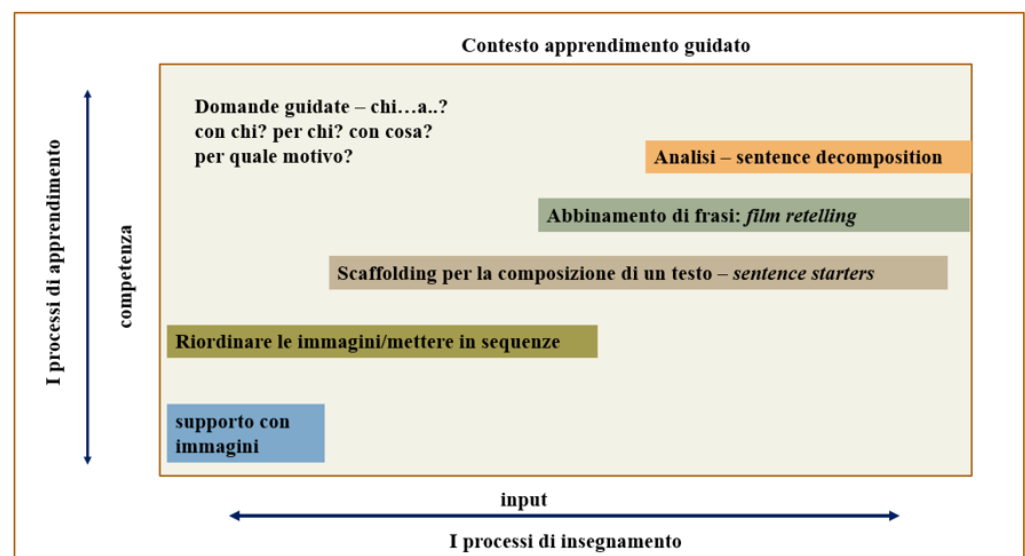 Contesto apprendimento guidato
Domande guidate – chi…a..?
con chi? per chi? con cosa?
per quale motivo?
Analisi – sentence decomposition
Abbinamento di frasi: film retelling
Scaffolding per la composizione di un testo – sentence starters
Riordinare le immagini/mettere in sequenze
supporto con
immagini
I processi di apprendimento
competenza
input
I processi di insegnamento